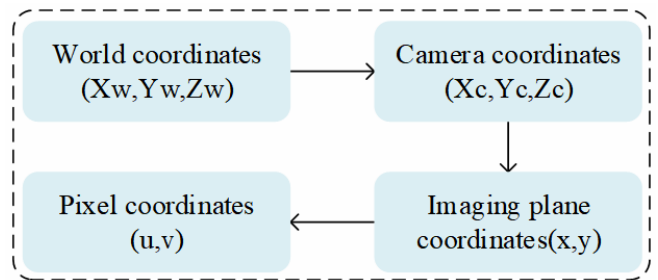 World coordinates
(Xw,Yw,Zw)
Camera coordinates
(Xc,Yc,Zc)
Pixel coordinates
(u,v)
Imaging plane
coordinates(x,y)